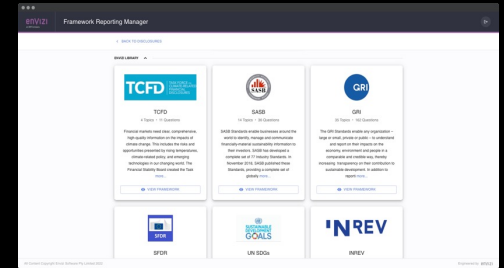 envizi
Framework Reporting Manager
< BACK TO DISCLOSURES
ENVIZI LIBRARY
TCFD TASK FORCE on CLIMATE-RELATED FINANCIAL DISCLOSURES
SASB
GRI
TCFD
4 Topics • 11 Questions
Financial markets need clear, comprehensive,
high-quality information on the impacts of
climate change. This includes the risks and
opportunities presented by rising temperatures,
climate-related policy, and emerging
technologies in our changing world. The
Financial Stability Board created the Task
more...
VIEW FRAMEWORK
SASB
SASB Standards enable businesses around the
world to identify, manage and communicate
financially-material sustainability information to
their investors. SASB has developed a
complete set of 77 Industry Standards. In
November 2018, SASB published these
Standards, providing a complete set of
globally more...
VIEW FRAMEWORK
GRI
The GRI Standards enable any organization –
large or small, private or public – to understand
and report on their impacts on the
economy, environment and people in a
comparable and credible way, thereby
increasing transparency on their contribution to
sustainable development. In addition to
report more...
VIEW FRAMEWORK
SFDR
SUSTAINABLE
DEVELOPMENT
GOALS
INREV
SFDR
UN SDGs
INREV
Engineered by envizi